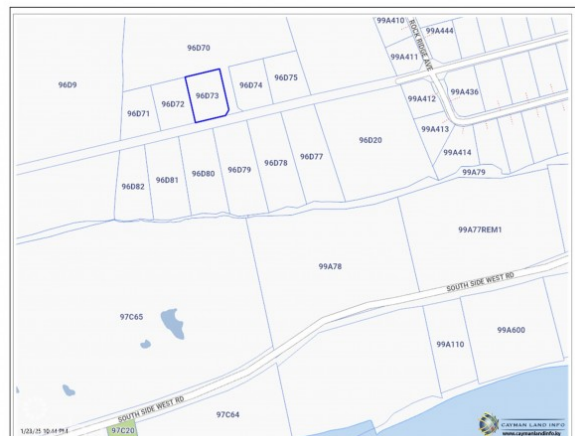 99A410
99A444
96D70
ROCK RIDGE AVE
99A411
96D9
96D75
96D74
96D73
99A436
99A412
96D72
96D71
99A413
99A414
96D20
96D77
96D78
96D79
96D80
96D81
96D82
99A79
99A77REM1
99A78
SOUTH SIDE WEST RD
97C65
99A600
99A110
SOUTH SIDE WEST RD
97C64
97C20
CAYMAN LAND INFO
www.caymanlandinfo.ky